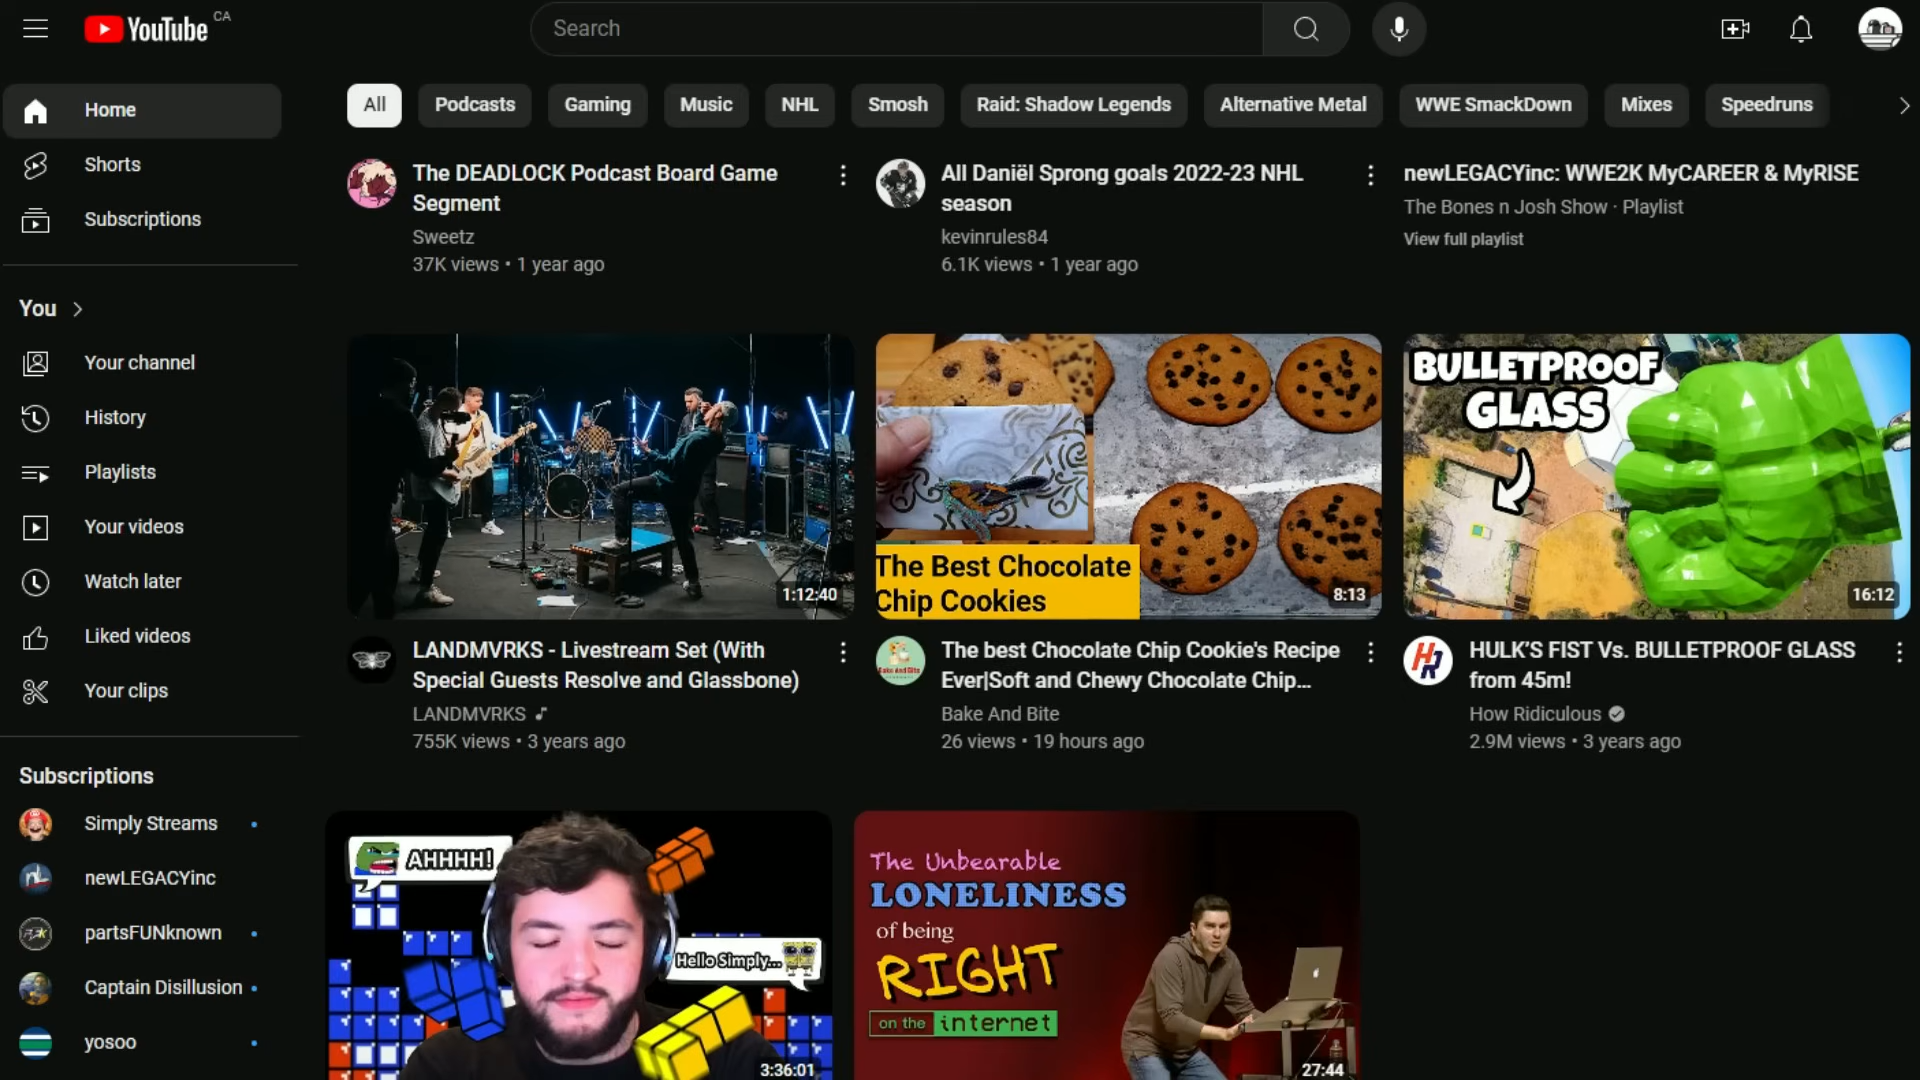 YouTube CA
Search
Home
Shorts
Subscriptions
You
Your channel
History
Playlists
Your videos
Watch later
Liked videos
Your clips
Subscriptions
Simply Streams
newLEGACYinc
partsFUNknown
Captain Disillusion
yosoo
All
Podcasts
Gaming
Music
NHL
Smosh
Raid: Shadow Legends
Alternative Metal
WWE SmackDown
Mixes
Speedruns
The DEADLOCK Podcast Board Game
Segment
Sweetz
37K views • 1 year ago
All Daniël Sprong goals 2022-23 NHL
season
kevinrules84
6.1K views • 1 year ago
newLEGACYinc: WWE2K MyCAREER & MyRISE
The Bones n Josh Show · Playlist
View full playlist
1:12:40
LANDMVRKS - Livestream Set (With
Special Guests Resolve and Glassbone)
LANDMVRKS
755K views • 3 years ago
The Best Chocolate
Chip Cookies
8:13
The best Chocolate Chip Cookie's Recipe
Ever|Soft and Chewy Chocolate Chip...
Bake And Bite
26 views • 19 hours ago
BULLETPROOF
GLASS
16:12
HULK'S FIST Vs. BULLETPROOF GLASS
from 45m!
How Ridiculous
2.9M views • 3 years ago
AHHHH!
Hello Simply...
3:36:01
The Unbearable
LONELINESS
of being
RIGHT
on the internet
27:44